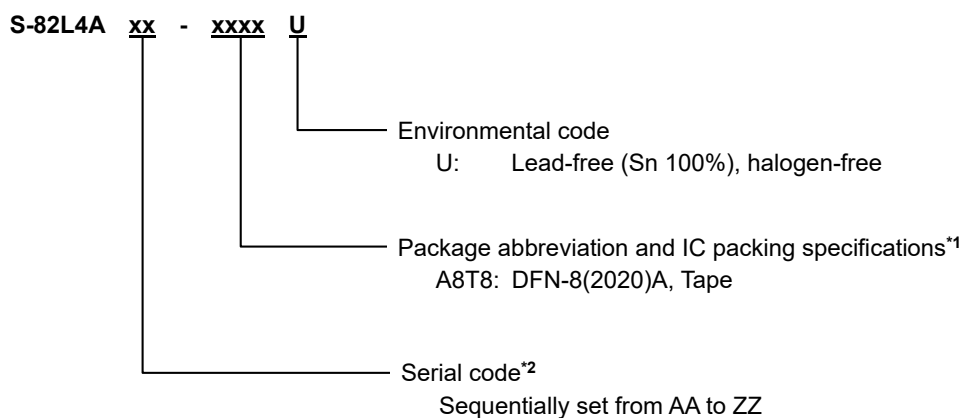 S-82L4A xx - xxxx U
Environmental code
U: Lead-free (Sn 100%), halogen-free
Package abbreviation and IC packing specifications*1
A8T8: DFN-8(2020)A, Tape
Serial code*2
Sequentially set from AA to ZZ